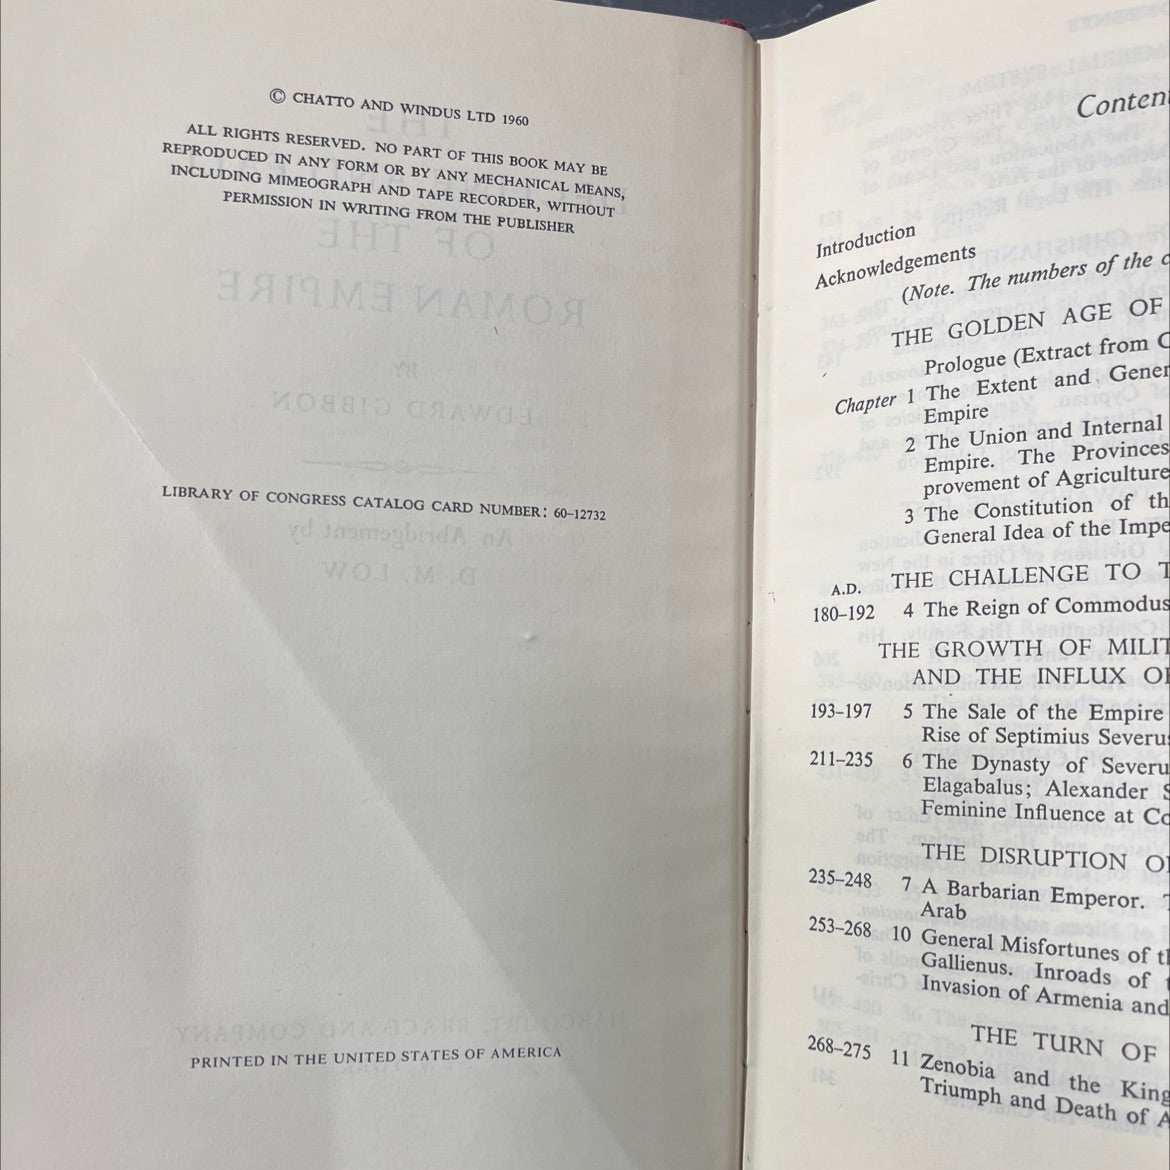 © CHATTO AND WINDUS LTD 1960
ALL RIGHTS RESERVED. NO PART OF THIS BOOK MAY BE
REPRODUCED IN ANY FORM OR BY ANY MECHANICAL MEANS,
INCLUDING MIMEOGRAPH AND TAPE RECORDER, WITHOUT
PERMISSION IN WRITING FROM THE PUBLISHER
LIBRARY OF CONGRESS CATALOG CARD NUMBER: 60-12732
PRINTED IN THE UNITED STATES OF AMERICA
Conten
Introduction
Acknowledgements
(Note. The numbers of the c
THE GOLDEN AGE OF
Prologue (Extract from C
Chapter 1 The Extent and Gener
Empire
2 The Union and Internal
Empire. The Provinces
provement of Agriculture
3 The Constitution of th
General Idea of the Impe
A.D. THE CHALLENGE TO T
180–192 4 The Reign of Commodus
THE GROWTH OF MILIT
AND THE INFLUX O
193–197 5 The Sale of the Empire
Rise of Septimius Severus
211–235 6 The Dynasty of Severu
Elagabalus; Alexander S
Feminine Influence at Co
THE DISRUPTION O
235–248 7 A Barbarian Emperor. T
Arab
253–268 10 General Misfortunes of th
Gallienus. Inroads of t
Invasion of Armenia and
THE TURN OF
268–275 11 Zenobia and the King
Triumph and Death of A